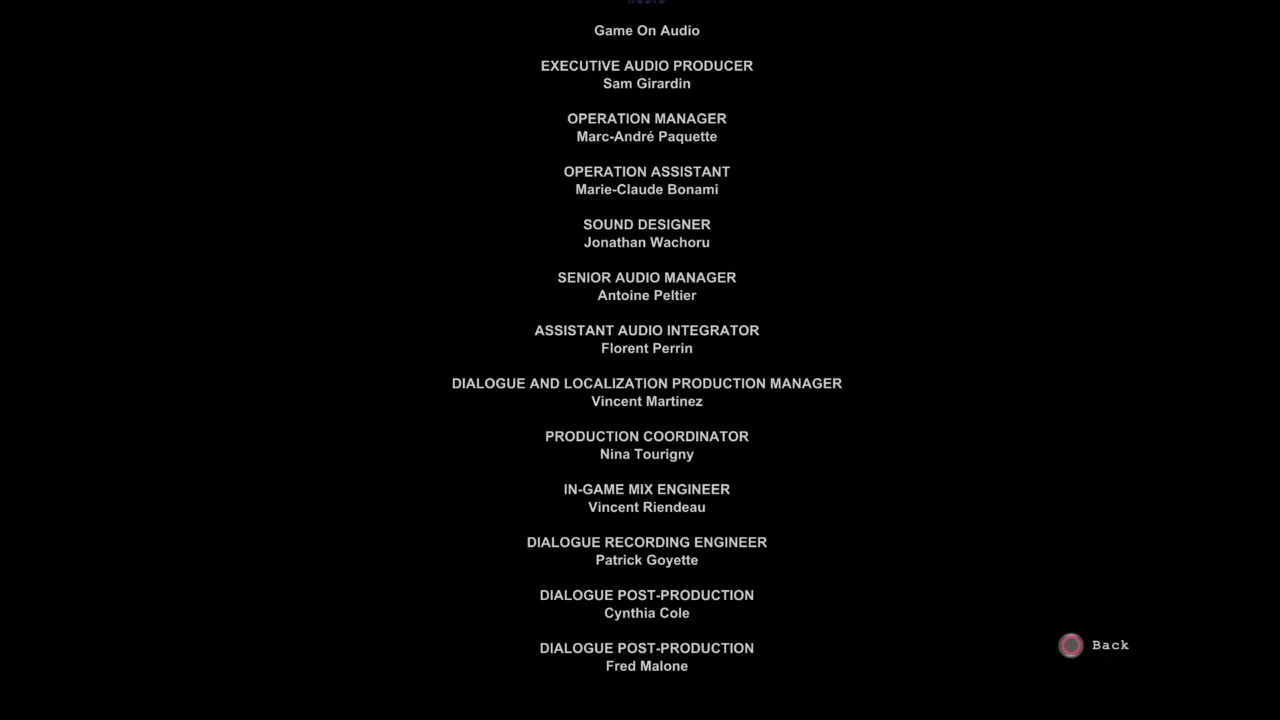 Game On Audio
EXECUTIVE AUDIO PRODUCER
Sam Girardin
OPERATION MANAGER
Marc-André Paquette
OPERATION ASSISTANT
Marie-Claude Bonami
SOUND DESIGNER
Jonathan Wachoru
SENIOR AUDIO MANAGER
Antoine Peltier
ASSISTANT AUDIO INTEGRATOR
Florent Perrin
DIALOGUE AND LOCALIZATION PRODUCTION MANAGER
Vincent Martinez
PRODUCTION COORDINATOR
Nina Tourigny
IN-GAME MIX ENGINEER
Vincent Riendeau
DIALOGUE RECORDING ENGINEER
Patrick Goyette
DIALOGUE POST-PRODUCTION
Cynthia Cole
DIALOGUE POST-PRODUCTION
Fred Malone
Back